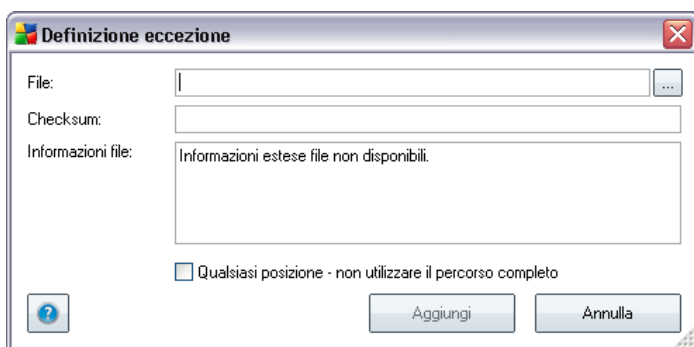 Definizione eccezione
File:
...
Checksum:
Informazioni file:
Informazioni estese file non disponibili.
Qualsiasi posizione - non utilizzare il percorso completo
?
Aggiungi
Annulla